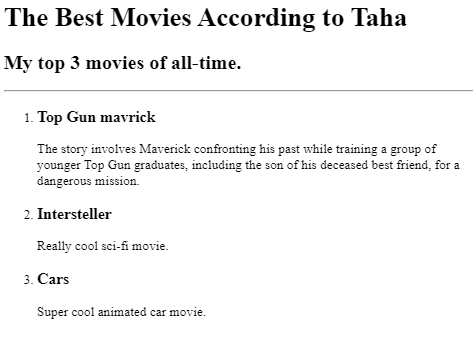 The Best Movies According to Taha
My top 3 movies of all-time.
1. Top Gun mavrick
The story involves Maverick confronting his past while training a group of
younger Top Gun graduates, including the son of his deceased best friend, for a
dangerous mission.
2. Intersteller
Really cool sci-fi movie.
3. Cars
Super cool animated car movie.